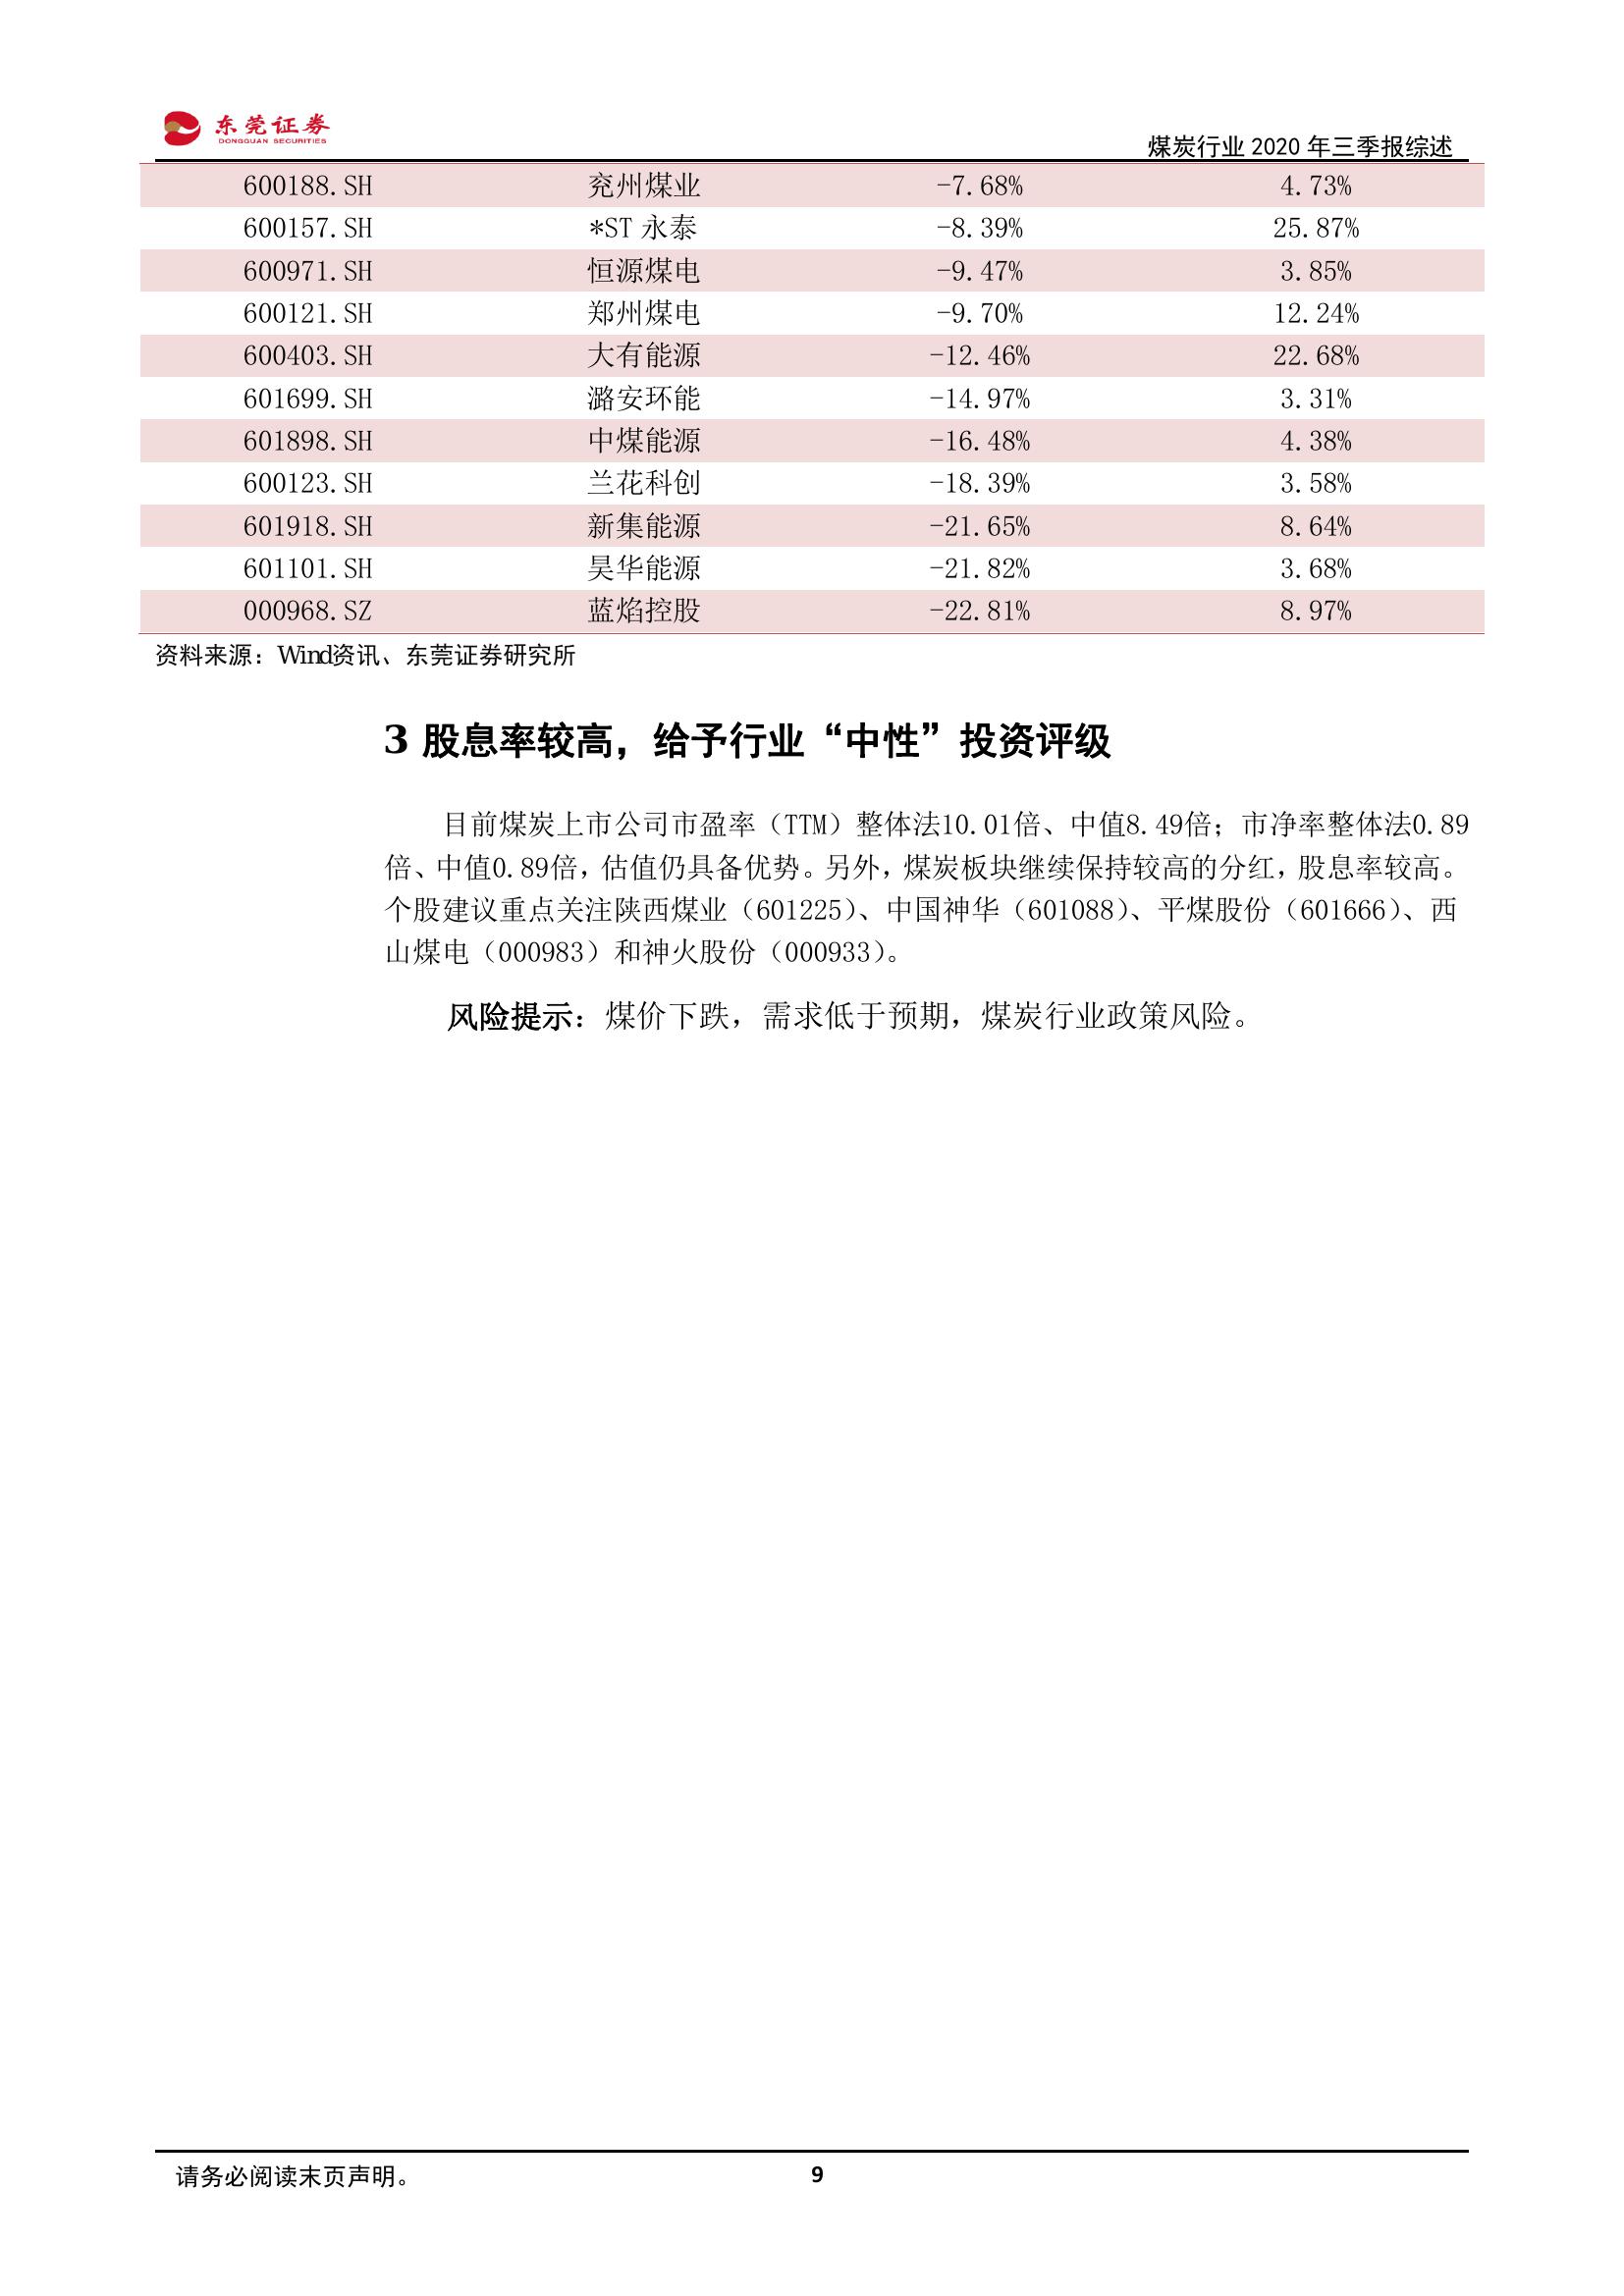 东莞证券
DONGGUAN SECURITIES
煤炭行业 2020 年三季报综述
600188.SH 兖州煤业 -7.68% 4.73%
600157.SH *ST 永泰 -8.39% 25.87%
600971.SH 恒源煤电 -9.47% 3.85%
600121.SH 郑州煤电 -9.70% 12.24%
600403.SH 大有能源 -12.46% 22.68%
601699.SH 潞安环能 -14.97% 3.31%
601898.SH 中煤能源 -16.48% 4.38%
600123.SH 兰花科创 -18.39% 3.58%
601918.SH 新集能源 -21.65% 8.64%
601101.SH 昊华能源 -21.82% 3.68%
000968.SZ 蓝焰控股 -22.81% 8.97%
资料来源：Wind资讯、东莞证券研究所
3 股息率较高，给予行业“中性”投资评级
目前煤炭上市公司市盈率（TTM）整体法10.01倍、中值8.49倍；市净率整体法0.89
倍、中值0.89倍，估值仍具备优势。另外，煤炭板块继续保持较高的分红，股息率较高。
个股建议重点关注陕西煤业（601225）、中国神华（601088）、平煤股份（601666）、西
山煤电（000983）和神火股份（000933）。
风险提示：煤价下跌，需求低于预期，煤炭行业政策风险。
请务必阅读末页声明。 9